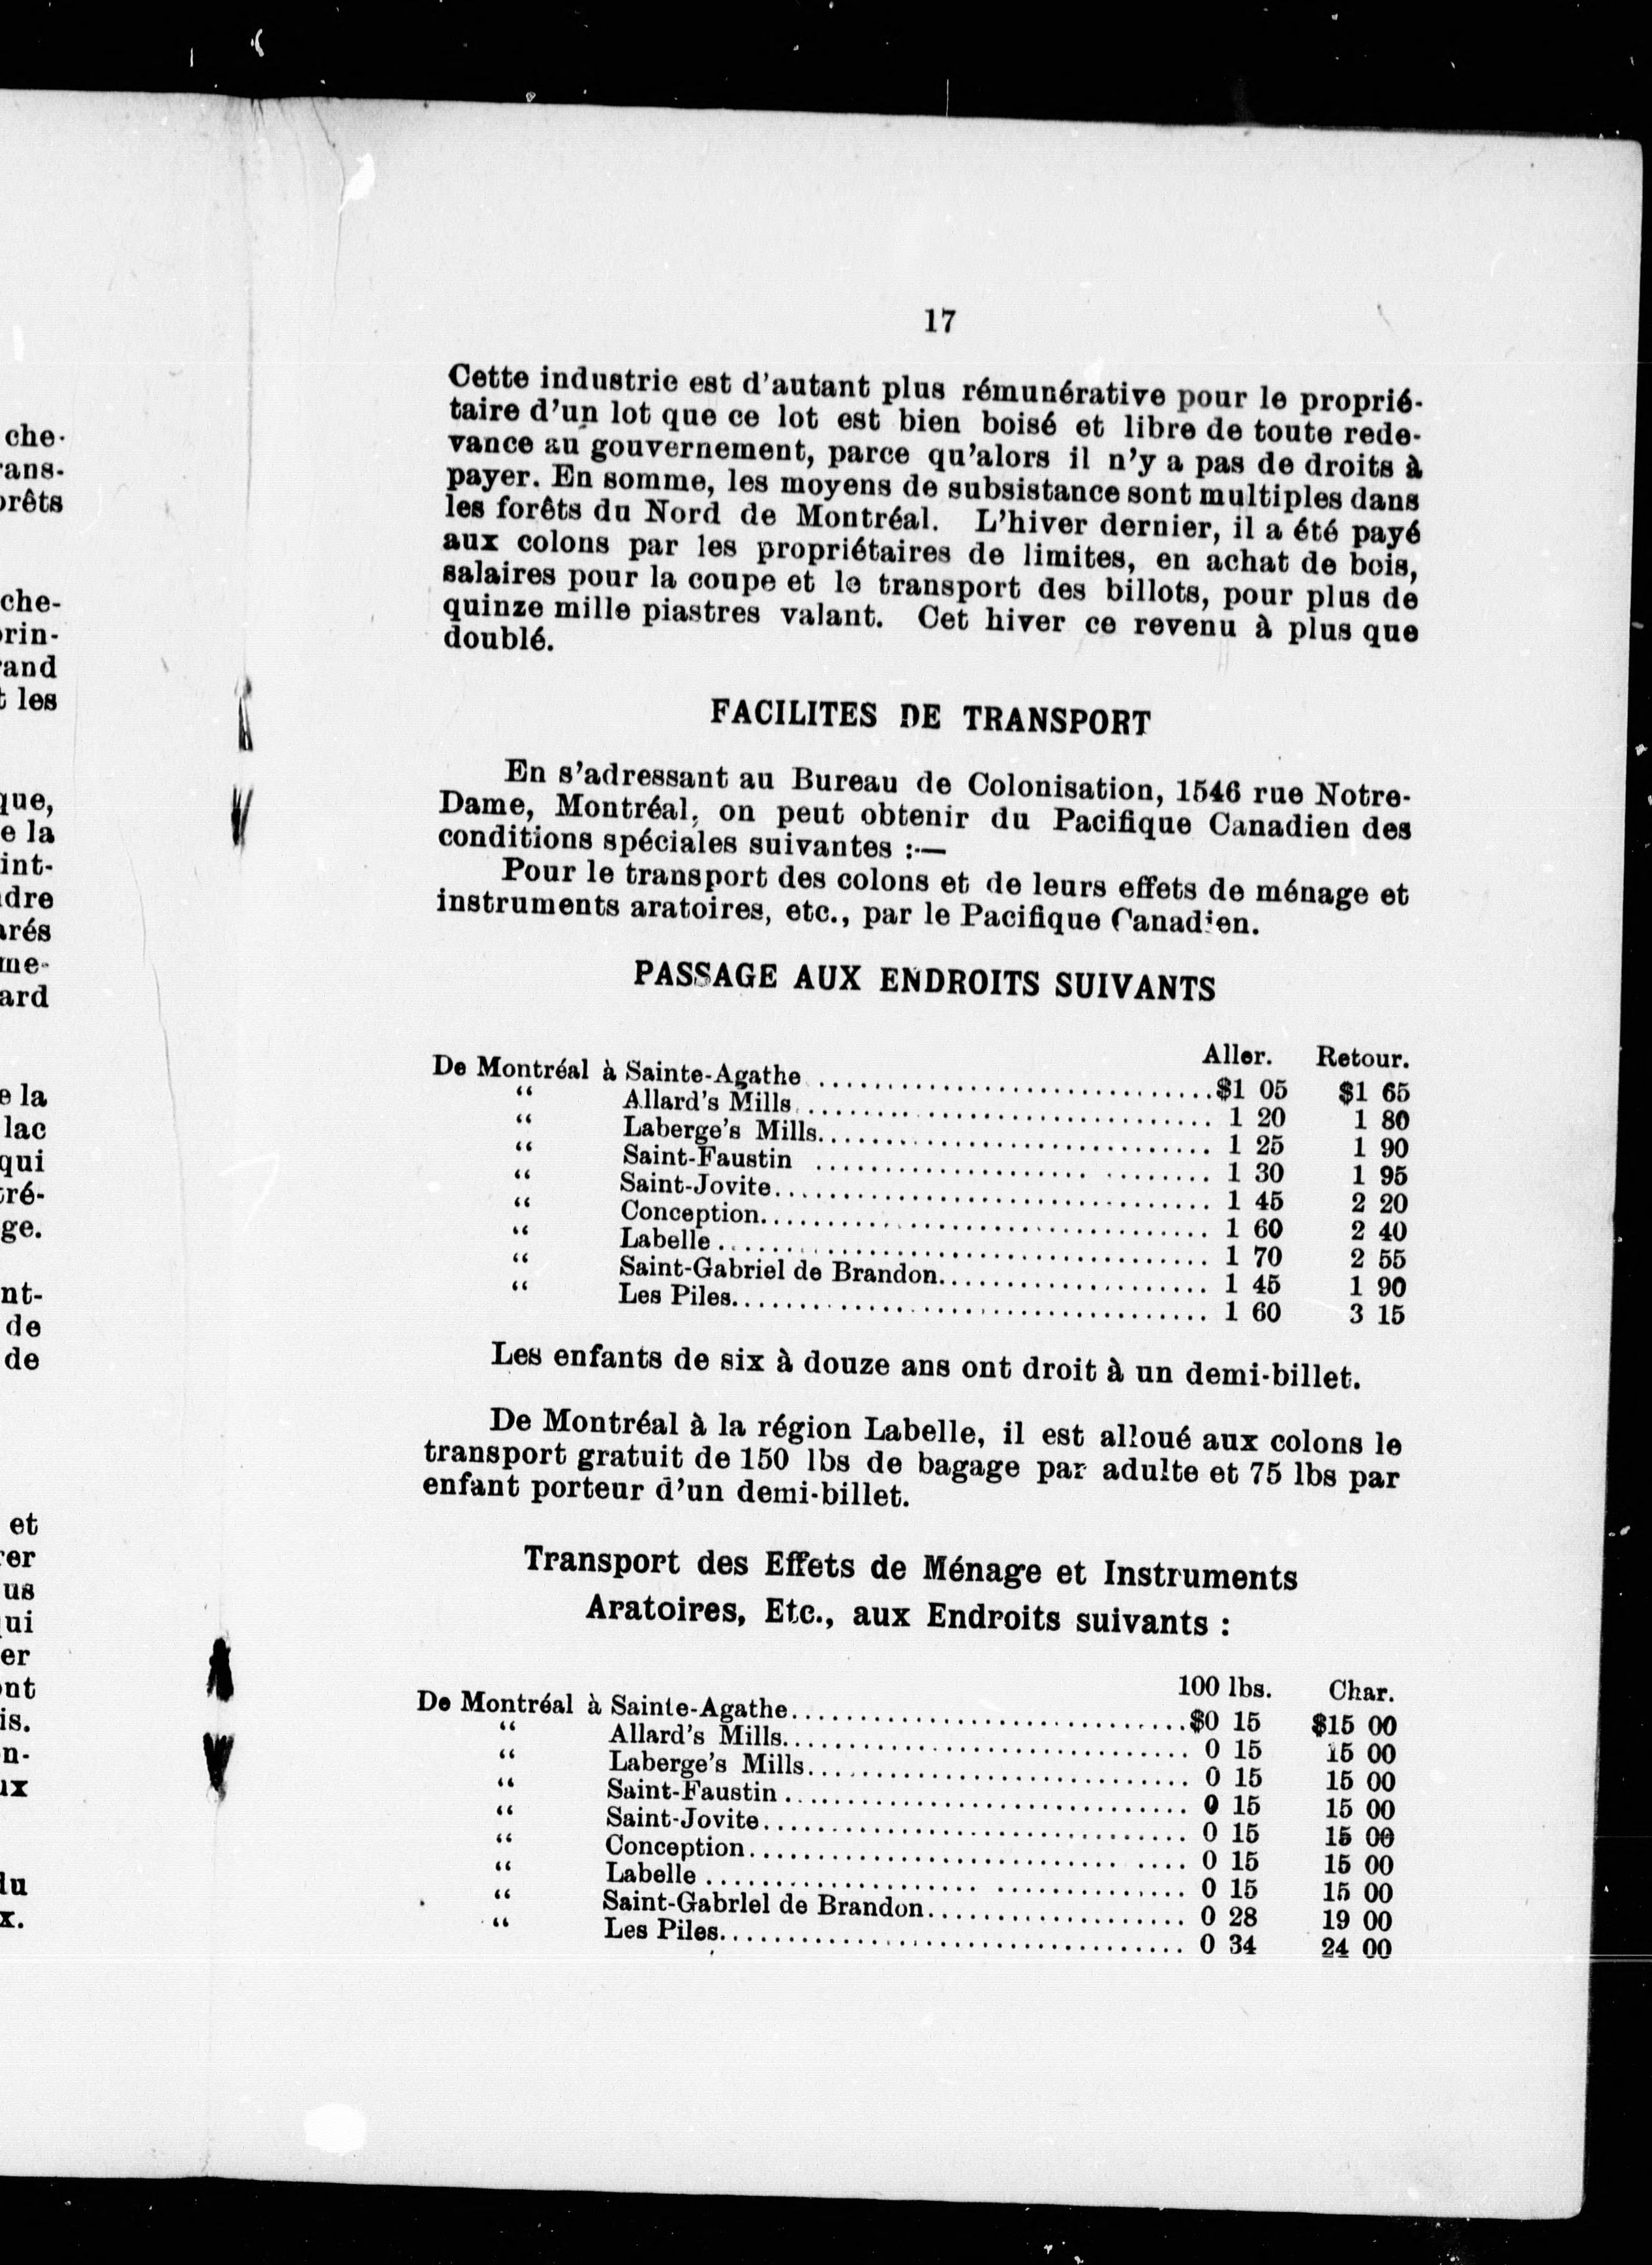 17
Cette industrie est d'autant plus rémunérative pour le proprié-
taire d'un lot que ce lot est bien boisé et libre de toute rede-
vance au gouvernement, parce qu'alors il n'y a pas de droits à
payer. En somme, les moyens de subsistance sont multiples dans
les forêts du Nord de Montréal. L'hiver dernier, il a été payé
aux colons par les propriétaires de limites, en achat de bois,
salaires pour la coupe et le transport des billots, pour plus de
quinze mille piastres valant. Cet hiver ce revenu à plus que
doublé.
FACILITES DE TRANSPORT
En s'adressant au Bureau de Colonisation, 1546 rue Notre-
Dame, Montréal, on peut obtenir du Pacifique Canadien des
conditions spéciales suivantes :—
Pour le transport des colons et de leurs effets de ménage et
instruments aratoires, etc., par le Pacifique Canadien.
PASSAGE AUX ENDROITS SUIVANTS
Aller. Retour.
De Montréal à Sainte-Agathe ........ $1 05 $1 65
“ Allard's Mills ........ 1 20 1 80
“ Laberge's Mills ........ 1 25 1 90
“ Saint-Faustin ........ 1 30 1 95
“ Saint-Jovite ........ 1 45 2 20
“ Conception ........ 1 60 2 40
“ Labelle ........ 1 70 2 55
“ Saint-Gabriel de Brandon ........ 1 45 1 90
“ Les Piles ........ 1 60 3 15
Les enfants de six à douze ans ont droit à un demi-billet.
De Montréal à la région Labelle, il est alloué aux colons le
transport gratuit de 150 lbs de bagage par adulte et 75 lbs par
enfant porteur d'un demi-billet.
Transport des Effets de Ménage et Instruments
Aratoires, Etc., aux Endroits suivants :
100 lbs. Char.
De Montréal à Sainte-Agathe ........ $0 15 $15 00
“ Allard's Mills ........ 0 15 15 00
“ Laberge's Mills ........ 0 15 15 00
“ Saint-Faustin ........ 0 15 15 00
“ Saint-Jovite ........ 0 15 15 00
“ Conception ........ 0 15 15 00
“ Labelle ........ 0 15 15 00
“ Saint-Gabriel de Brandon ........ 0 28 19 00
“ Les Piles ........ 0 34 24 00